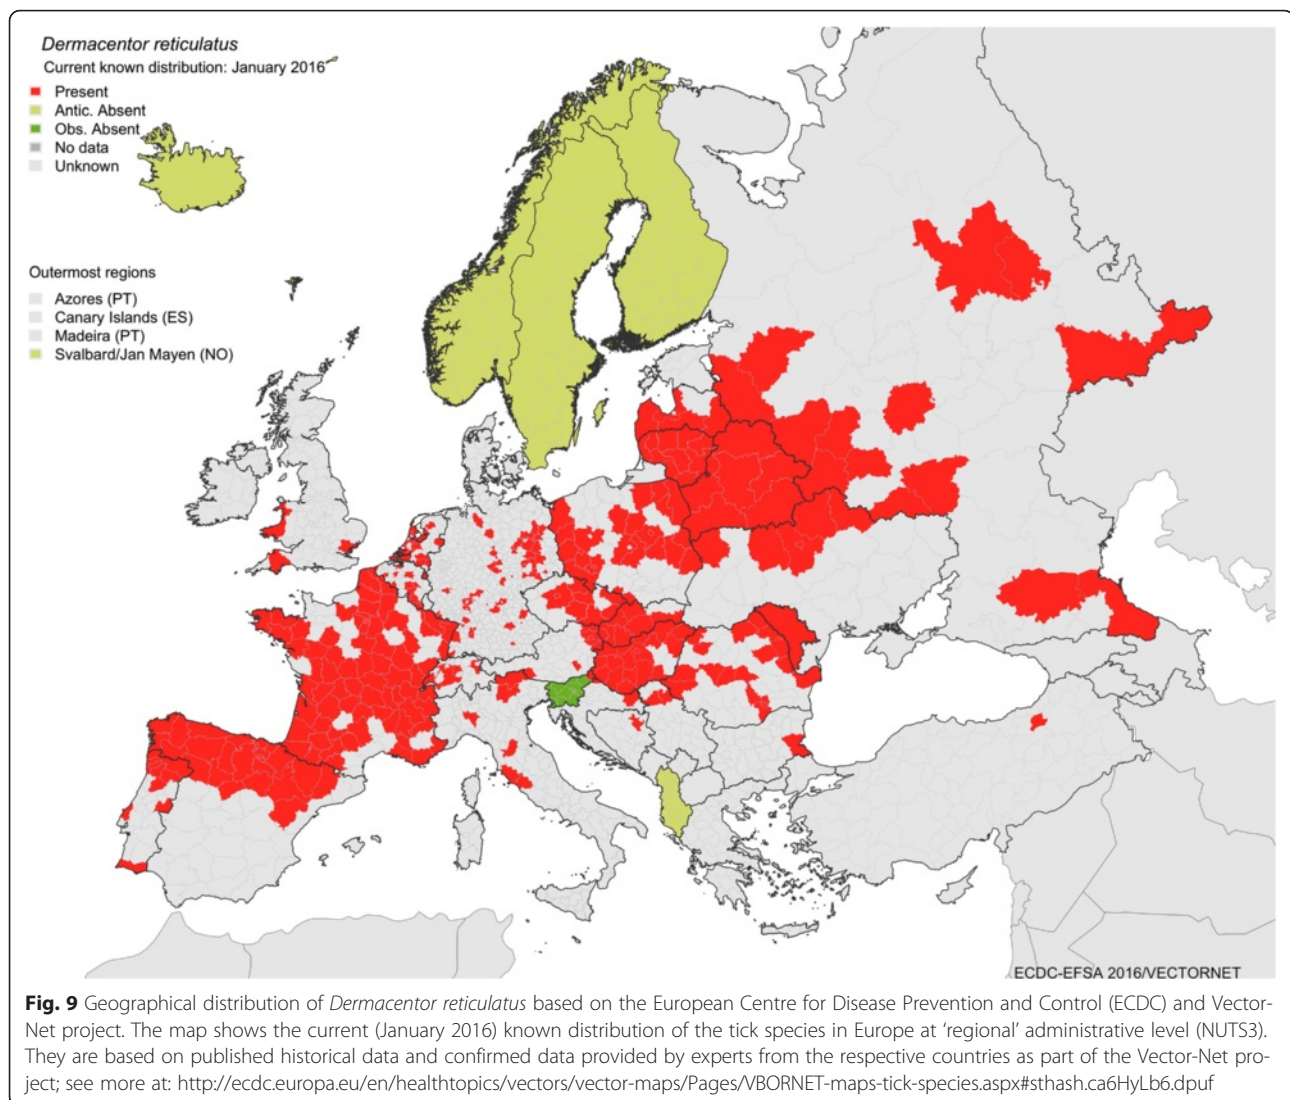 Dermacentor reticulatus
Current known distribution: January 2016
Present
Antic. Absent
Obs. Absent
No data
Unknown
Outermost regions
Azores (PT)
Canary Islands (ES)
Madeira (PT)
Svalbard/Jan Mayen (NO)
ECDC-EFSA 2016/VECTORNET
Fig. 9 Geographical distribution of Dermacentor reticulatus based on the European Centre for Disease Prevention and Control (ECDC) and Vector-
Net project. The map shows the current (January 2016) known distribution of the tick species in Europe at ‘regional’ administrative level (NUTS3).
They are based on published historical data and confirmed data provided by experts from the respective countries as part of the Vector-Net pro-
ject; see more at: http://ecdc.europa.eu/en/healthtopics/vectors/vector-maps/Pages/VBORNET-maps-tick-species.aspx#sthash.ca6HyLb6.dpuf